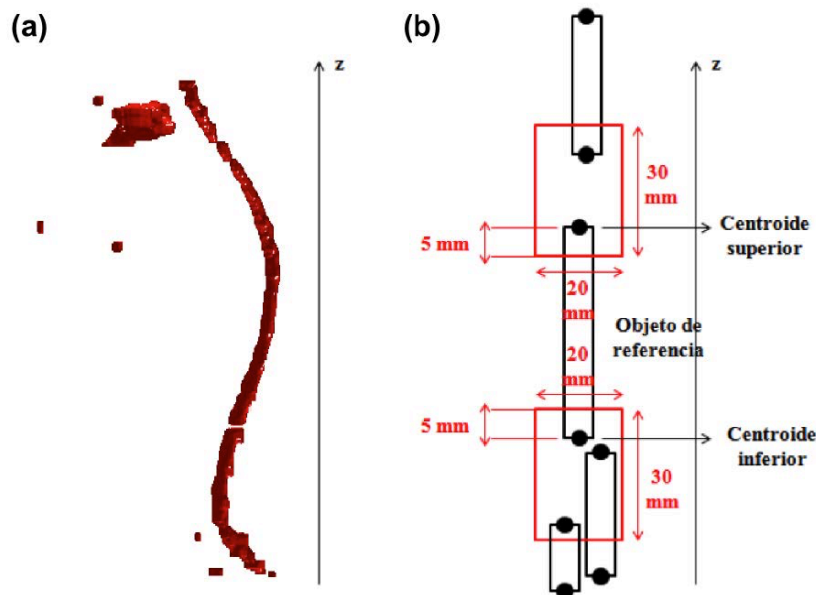 (a)
z
(b)
z
30
mm
5 mm
Centroide
superior
20
mm
Objeto de
referencia
20
mm
5 mm
Centroide
inferior
30
mm